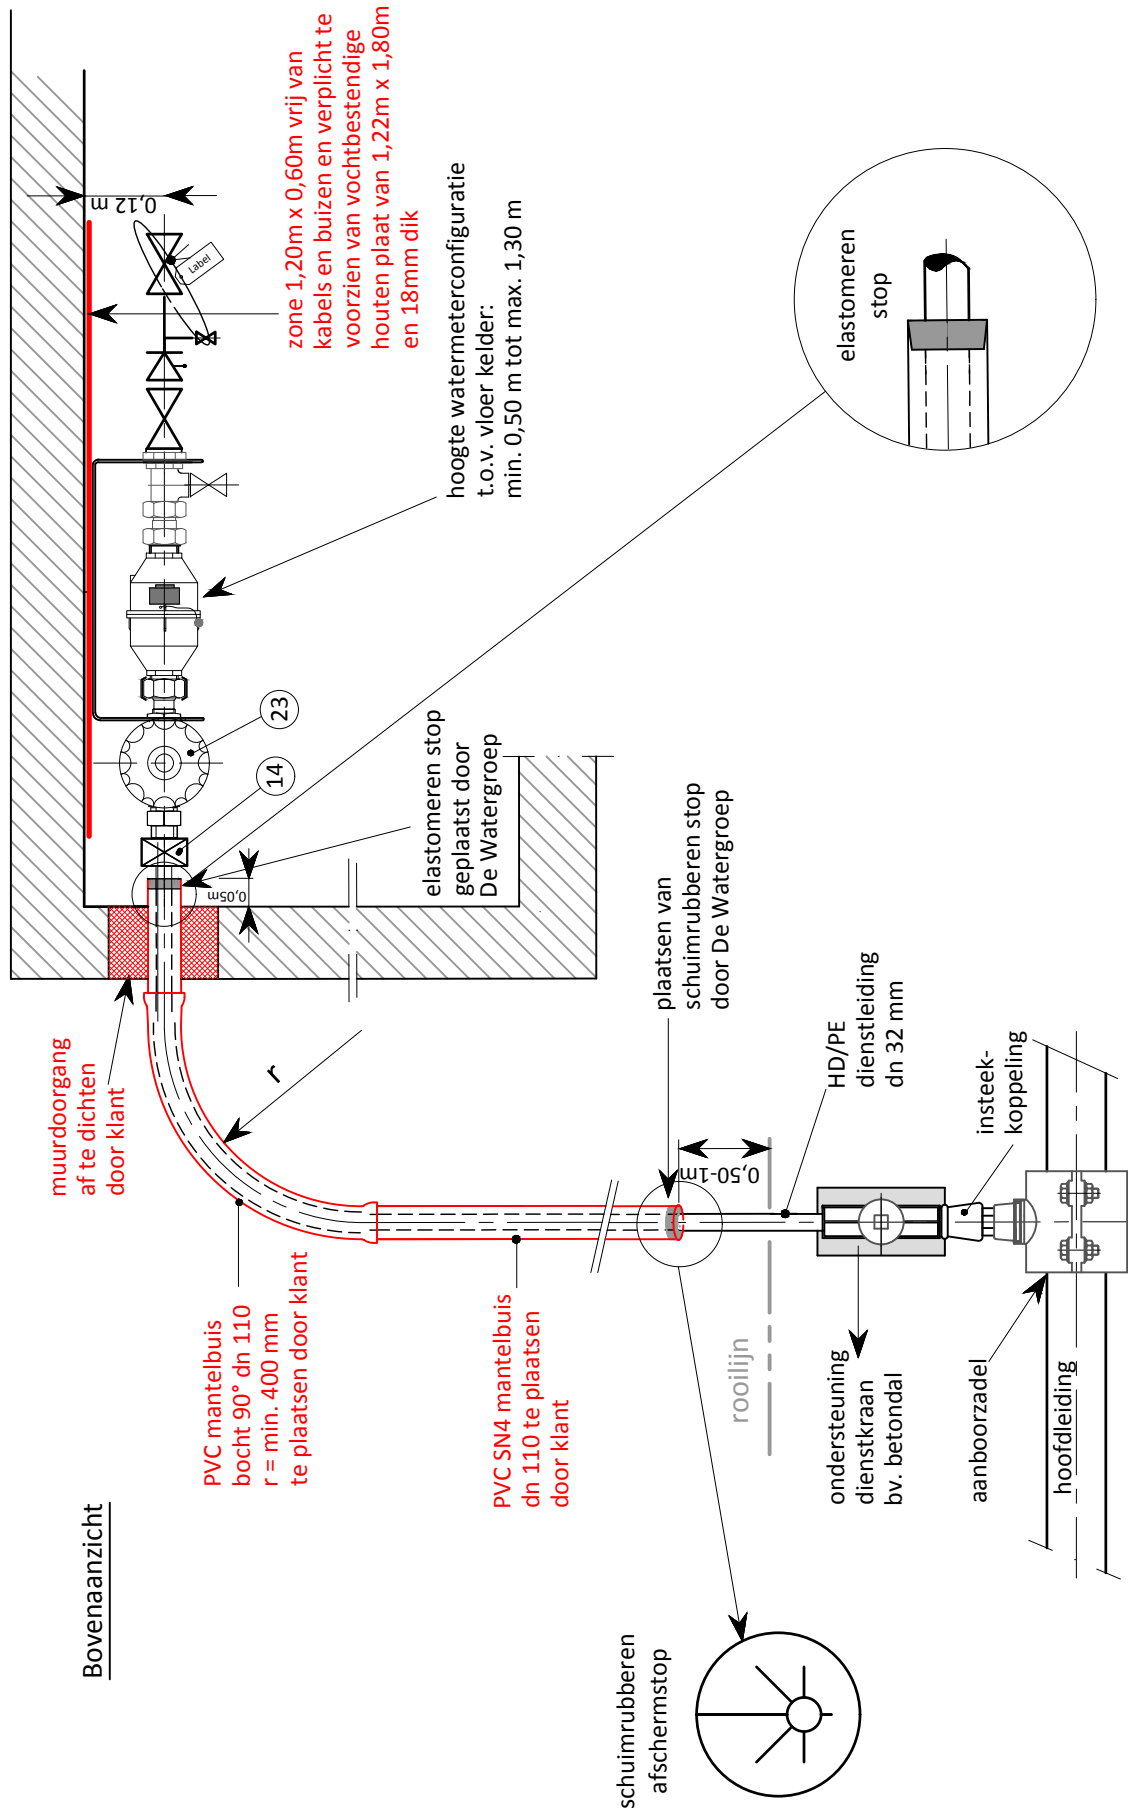 Bovenaanzicht
muurdoorgang
af te dichten
door klant
PVC mantelbuis
bocht 90° dn 110
r = min. 400 mm
te plaatsen door klant
r
PVC SN4 mantelbuis
dn 110 te plaatsen
door klant
schuimrubberen
afschermstop
rooilijn
ondersteuning
dienstkraan
bv. betondal
aanboorzadel
hoofdleiding
insteek-
koppeling
HD/PE
dienstleiding
dn 32 mm
0,50-1m
plaatsen van
schuimrubberen stop
door De Watergroep
elastomeren stop
geplaatst door
De Watergroep
0,05m
14
23
hoogte watermeterconfiguratie
t.o.v. vloer kelder:
min. 0,50 m tot max. 1,30 m
zone 1,20m x 0,60m vrij van
kabels en buizen en verplicht te
voorzien van vochtbestendige
houten plaat van 1,22m x 1,80m
en 18mm dik
0,12 m
Label
elastomeren
stop